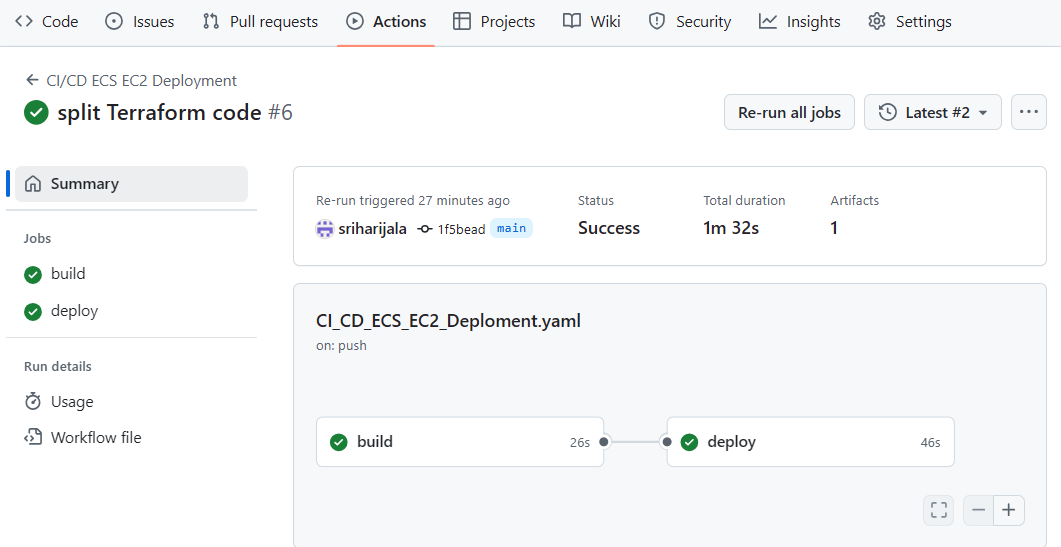 Code Issues Pull requests Actions Projects Wiki Security Insights Settings
CI/CD ECS EC2 Deployment
split Terraform code #6
Re-run all jobs
Latest #2
Summary
Jobs
build
deploy
Run details
Usage
Workflow file
Re-run triggered 27 minutes ago
sriharijala 1f5bead main
Status
Success
Total duration
1m 32s
Artifacts
1
CI_CD_ECS_EC2_Deploment.yaml
on: push
build 26s
deploy 46s